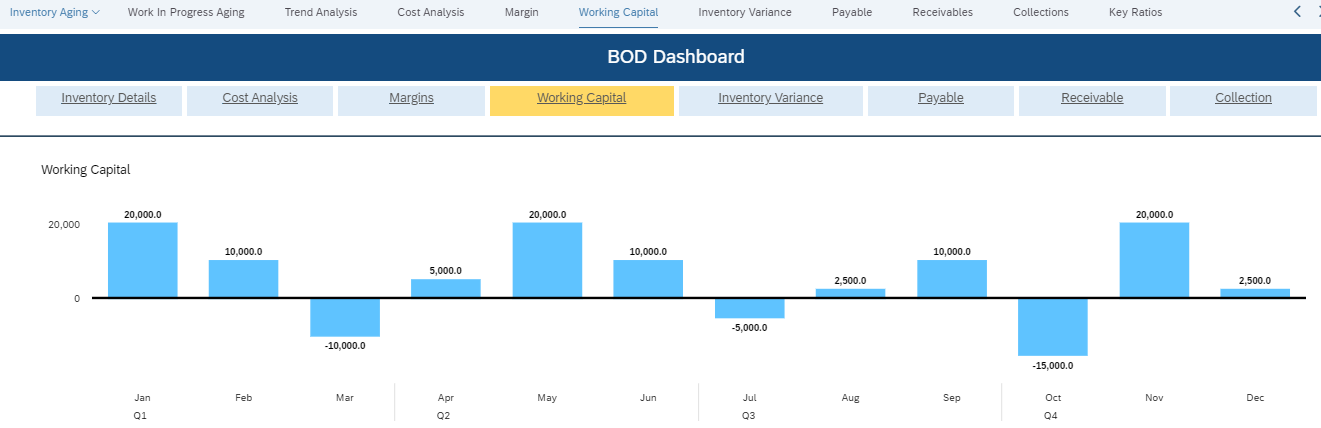 Inventory Aging Work In Progress Aging Trend Analysis Cost Analysis Margin Working Capital Inventory Variance Payable Receivables Collections Key Ratios
BOD Dashboard
Inventory Details Cost Analysis Margins Working Capital Inventory Variance Payable Receivable Collection
Working Capital
20,000.0 20,000.0 20,000.0
20,000
10,000.0 10,000.0 10,000.0
5,000.0
2,500.0 2,500.0
0
-5,000.0
-10,000.0
-15,000.0
Jan Feb Mar Apr May Jun Jul Aug Sep Oct Nov Dec
Q1 Q2 Q3 Q4